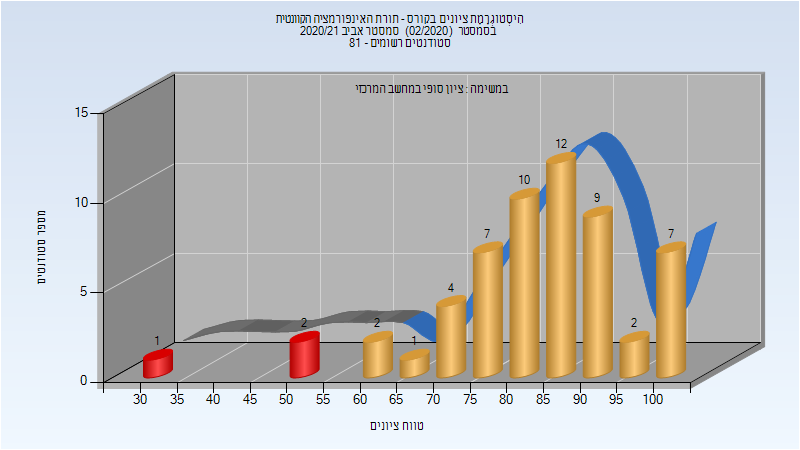 הִיסְטוֹגְרָמַת ציונים בקורס - תורת האינפורמציה הקוונטית
בסמסטר (02/2020) סמסטר אביב 2020/21
סטודנטים רשומים - 81
במשימה : ציון סופי במחשב המרכזי
15
10
5
0
מספר סטודנטים
1
2
2
1
4
7
10
12
9
2
7
30 35 40 45 50 55 60 65 70 75 80 85 90 95 100
טווח ציונים